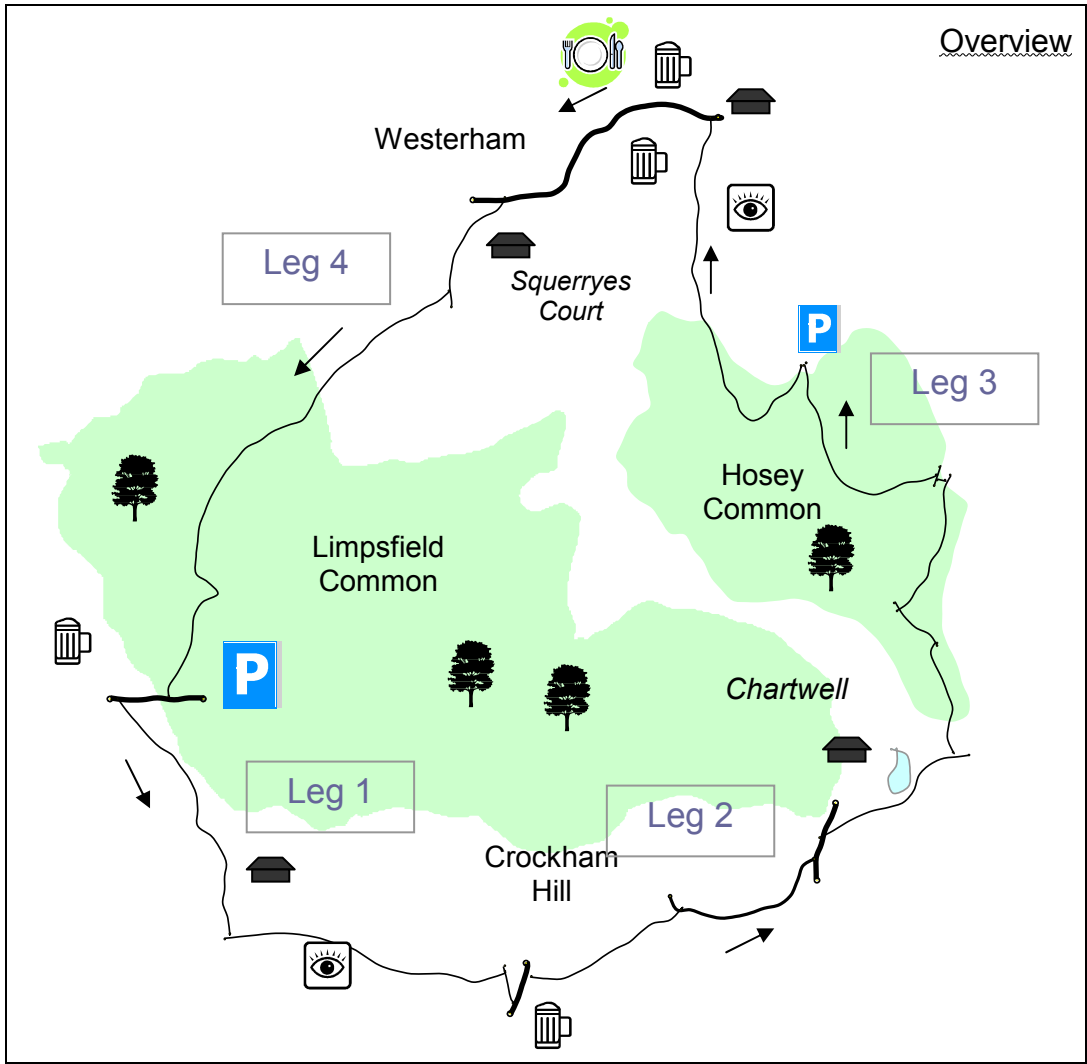 Overview
Westerham
Leg 4
Squerryes
Court
P
Leg 3
Hosey
Common
Limpsfield
Common
P
Chartwell
Leg 1
Leg 2
Crockham
Hill